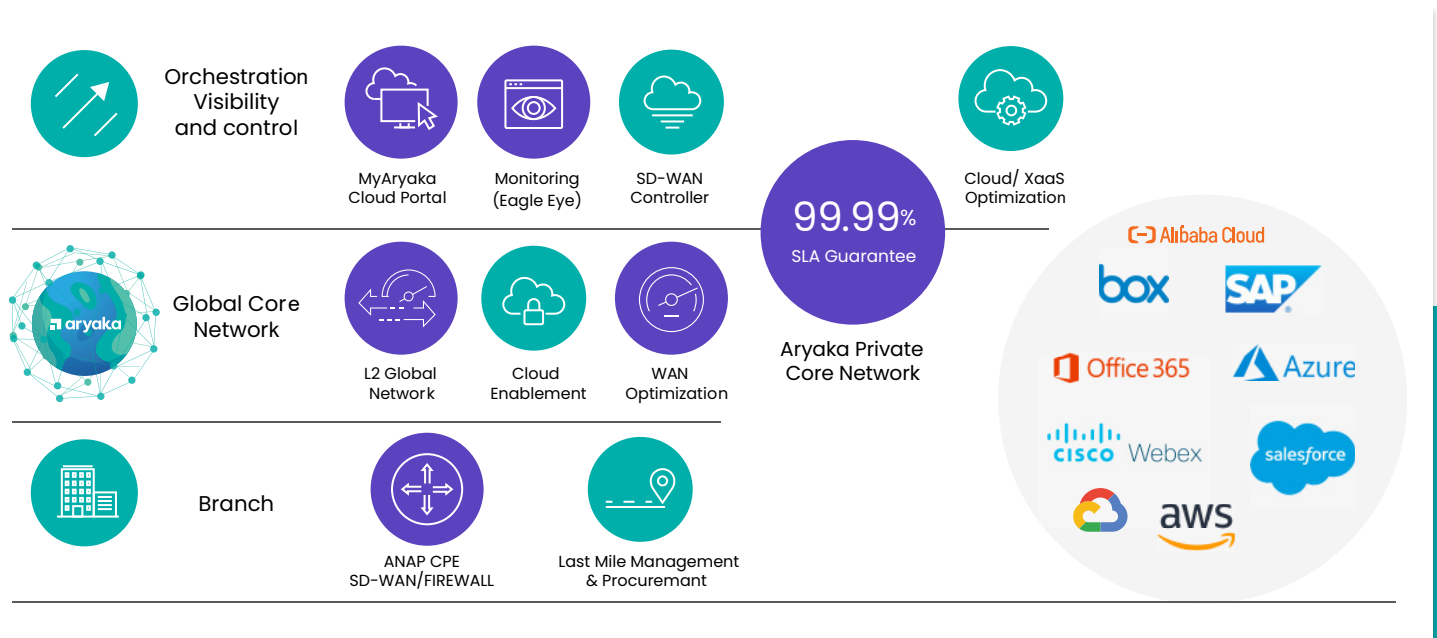 Orchestration
Visibility
and control
MyAryaka
Cloud Portal
Monitoring
(Eagle Eye)
SD-WAN
Controller
99.99%
SLA Guarantee
Aryaka Private
Core Network
Cloud/ XaaS
Optimization
aryaka
Global Core
Network
L2 Global
Network
Cloud
Enablement
WAN
Optimization
Branch
ANAP CPE
SD-WAN/FIREWALL
Last Mile Management
& Procuremant
Alibaba Cloud
box
SAP
®
Office 365
Azure
cisco Webex
salesforce
aws